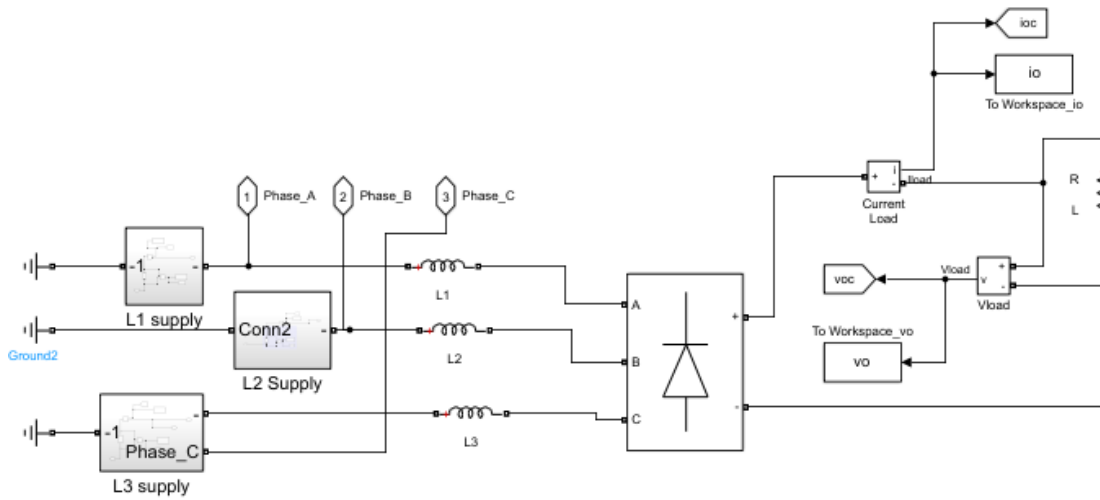 ioc
io
To Workspace_io
1 Phase_A
2 Phase_B
3 Phase_C
+ i
-
Iload
Current
Load
R
L
-1 -
L1 supply
L1
A
+
voc
Vload
v + -
Vload
Conn2 -
L2 Supply
Ground2
L2
B
To Workspace_vo
vo
-1 -
Phase_C
L3 supply
L3
C
-